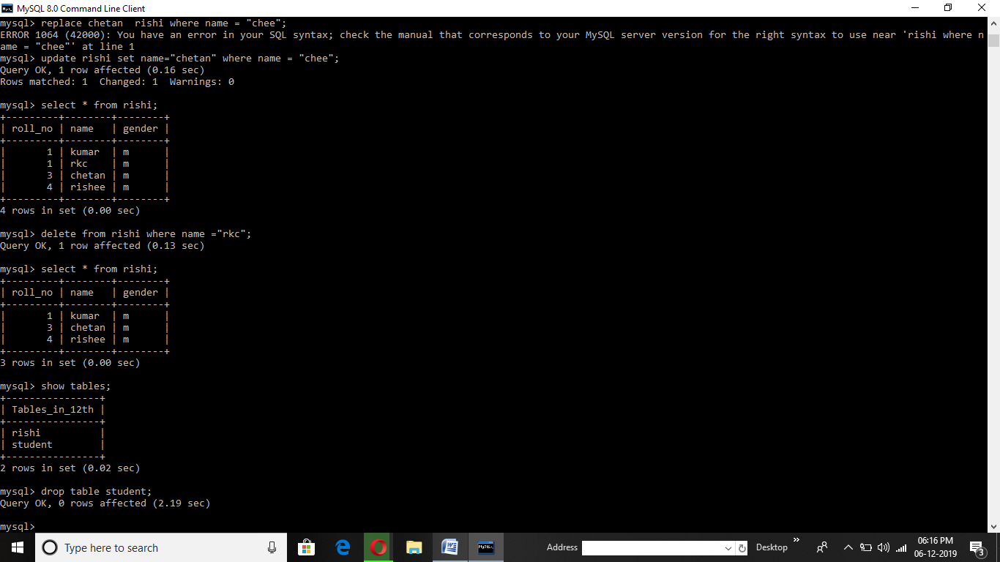 MySQL 8.0 Command Line Client
mysql> replace chetan  rishi where name = "chee";
ERROR 1064 (42000): You have an error in your SQL syntax; check the manual that corresponds to your MySQL server version for the right syntax to use near 'rishi where n
ame = "chee"' at line 1
mysql> update rishi set name="chetan" where name = "chee";
Query OK, 1 row affected (0.16 sec)
Rows matched: 1  Changed: 1  Warnings: 0
mysql> select * from rishi;
+---------+--------+--------+
| roll_no | name   | gender |
+---------+--------+--------+
|       1 | kumar  | m      |
|       1 | rkc    | m      |
|       3 | chetan | m      |
|       4 | rishee | m      |
+---------+--------+--------+
4 rows in set (0.00 sec)
mysql> delete from rishi where name ="rkc";
Query OK, 1 row affected (0.13 sec)
mysql> select * from rishi;
+---------+--------+--------+
| roll_no | name   | gender |
+---------+--------+--------+
|       1 | kumar  | m      |
|       3 | chetan | m      |
|       4 | rishee | m      |
+---------+--------+--------+
3 rows in set (0.00 sec)
mysql> show tables;
+----------------+
| Tables_in_12th |
+----------------+
| rishi          |
| student        |
+----------------+
2 rows in set (0.02 sec)
mysql> drop table student;
Query OK, 0 rows affected (2.19 sec)
mysql>
Type here to search
Address
Desktop
06:16 PM
06-12-2019
3